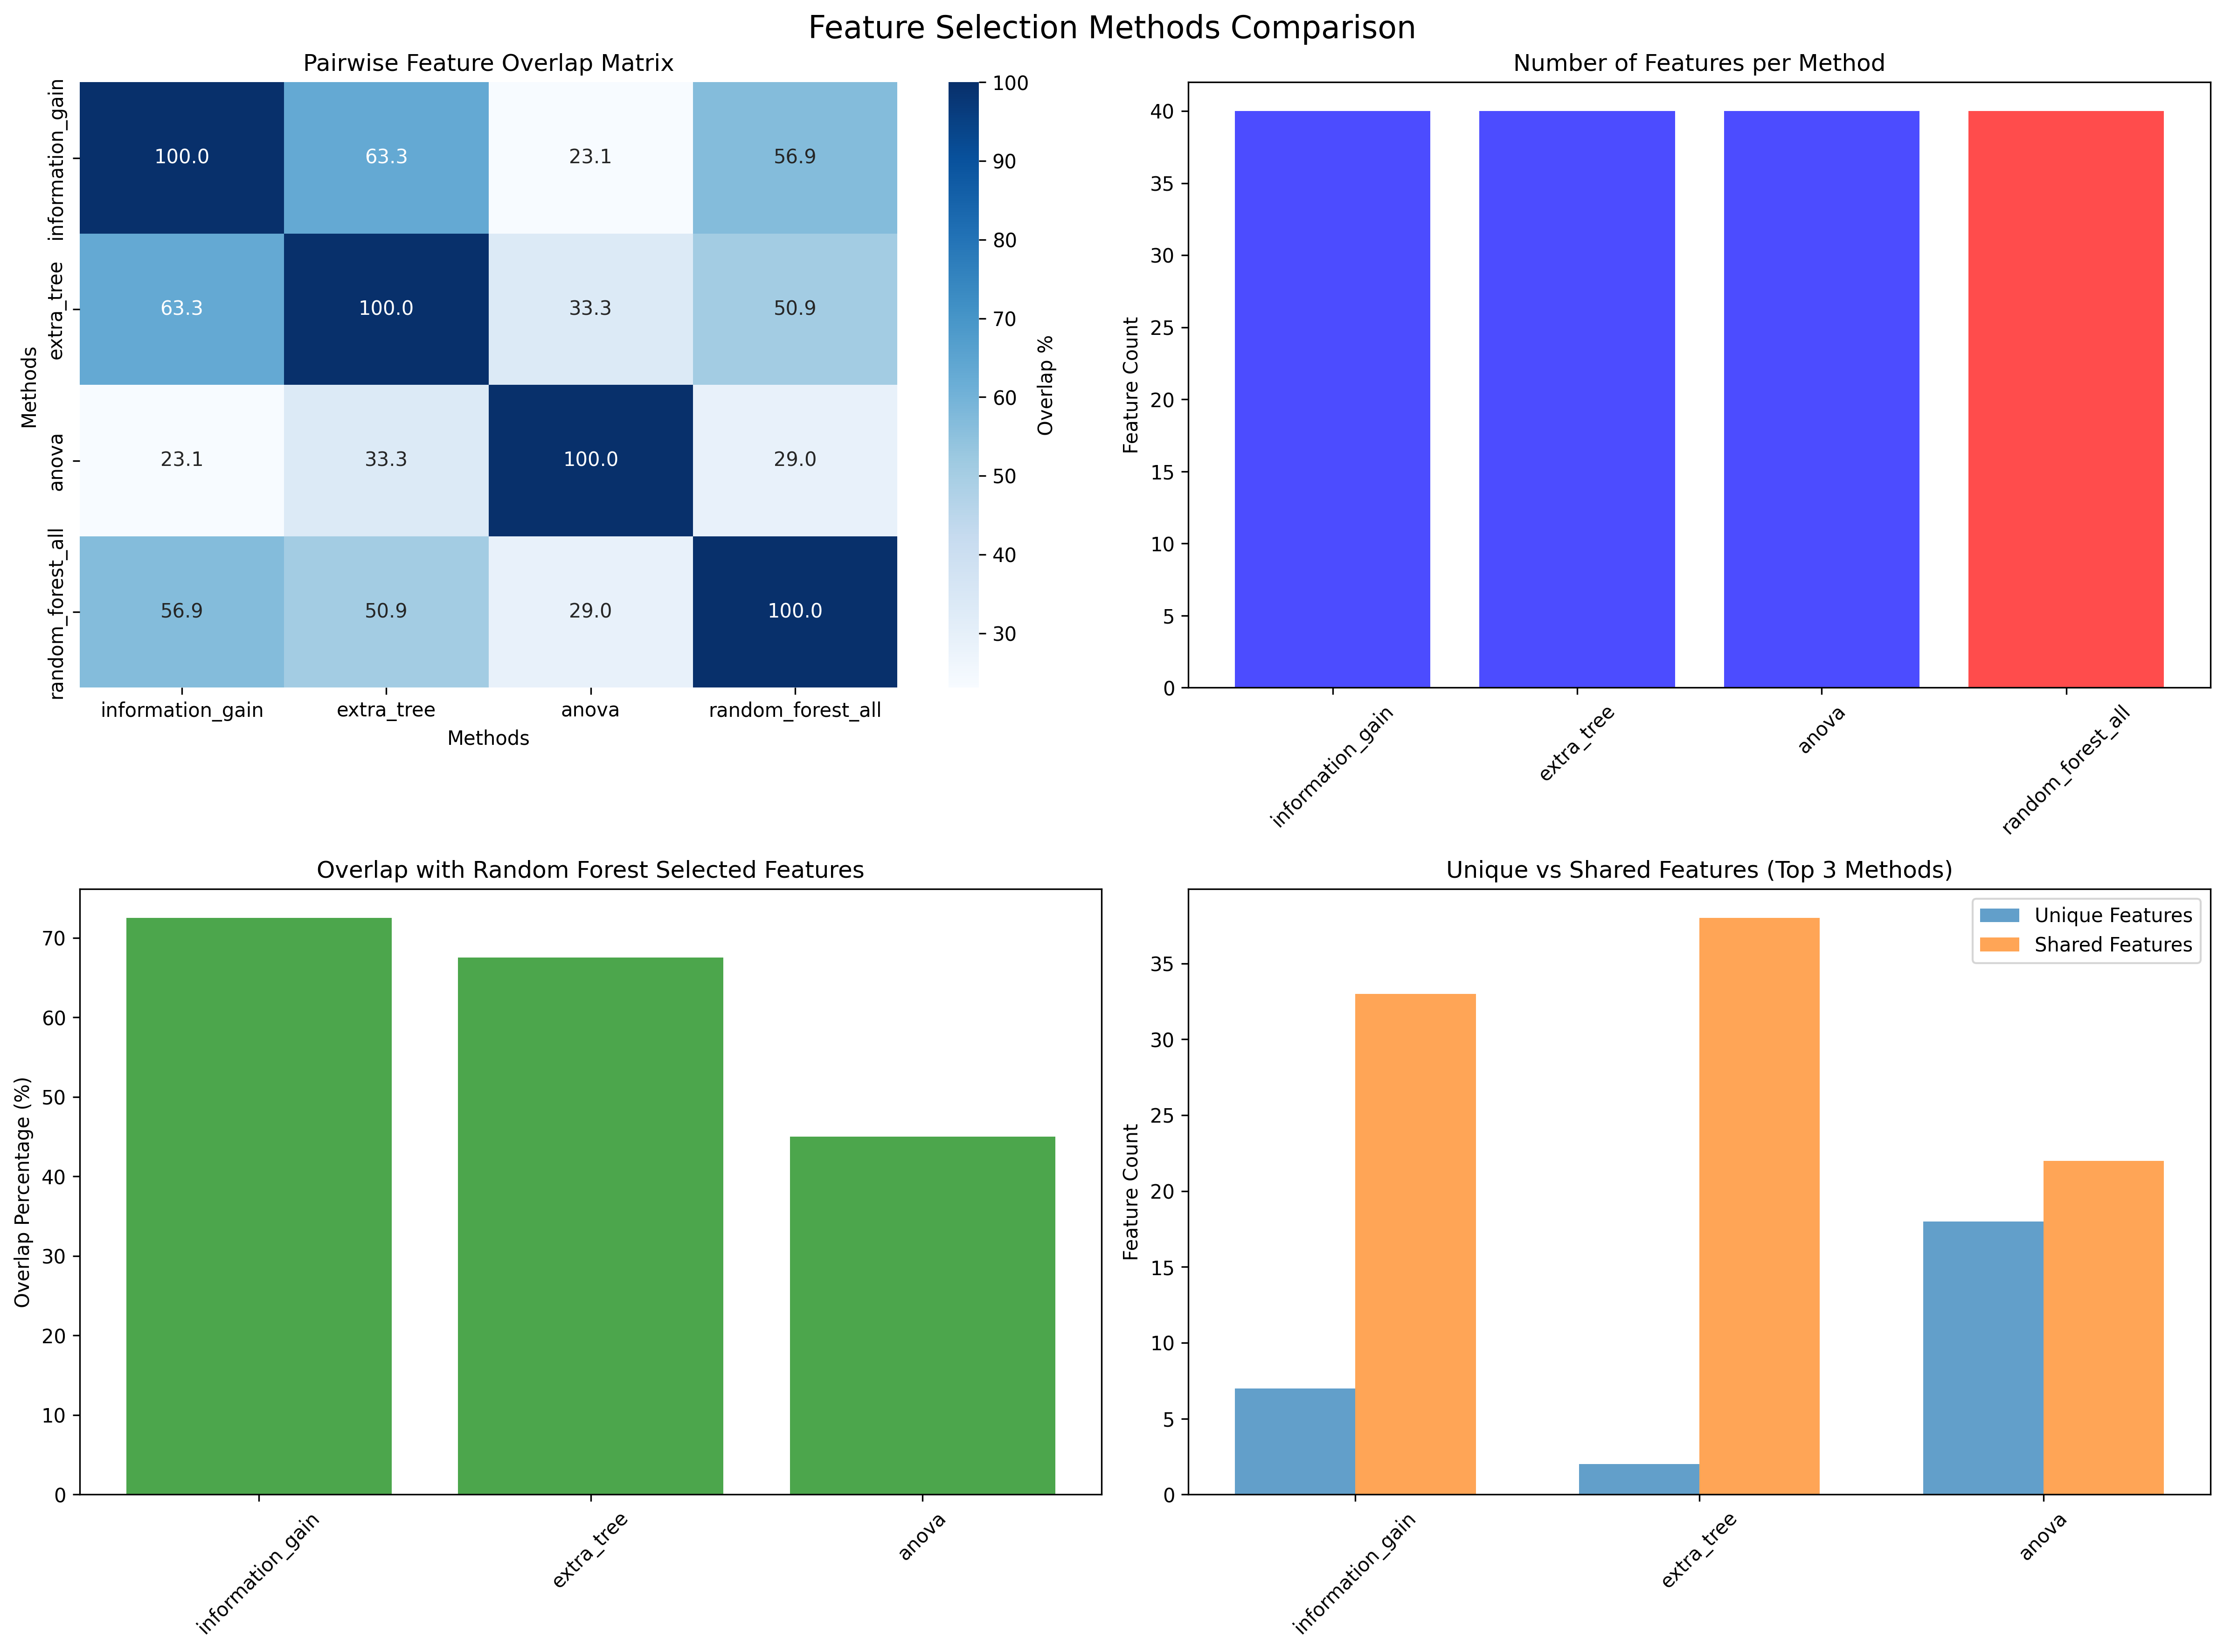 Feature Selection Methods Comparison
Pairwise Feature Overlap Matrix
Methods
information_gain
extra_tree
anova
random_forest_all
100.0 63.3 23.1 56.9
63.3 100.0 33.3 50.9
23.1 33.3 100.0 29.0
56.9 50.9 29.0 100.0
information_gain extra_tree anova random_forest_all
Methods
100
90
80
70
60
50
40
30
Overlap %
Number of Features per Method
Feature Count
40
35
30
25
20
15
10
5
0
information_gain extra_tree anova random_forest_all
Overlap with Random Forest Selected Features
Overlap Percentage (%)
70
60
50
40
30
20
10
0
information_gain extra_tree anova
Unique vs Shared Features (Top 3 Methods)
Unique Features
Shared Features
Feature Count
35
30
25
20
15
10
5
0
information_gain extra_tree anova